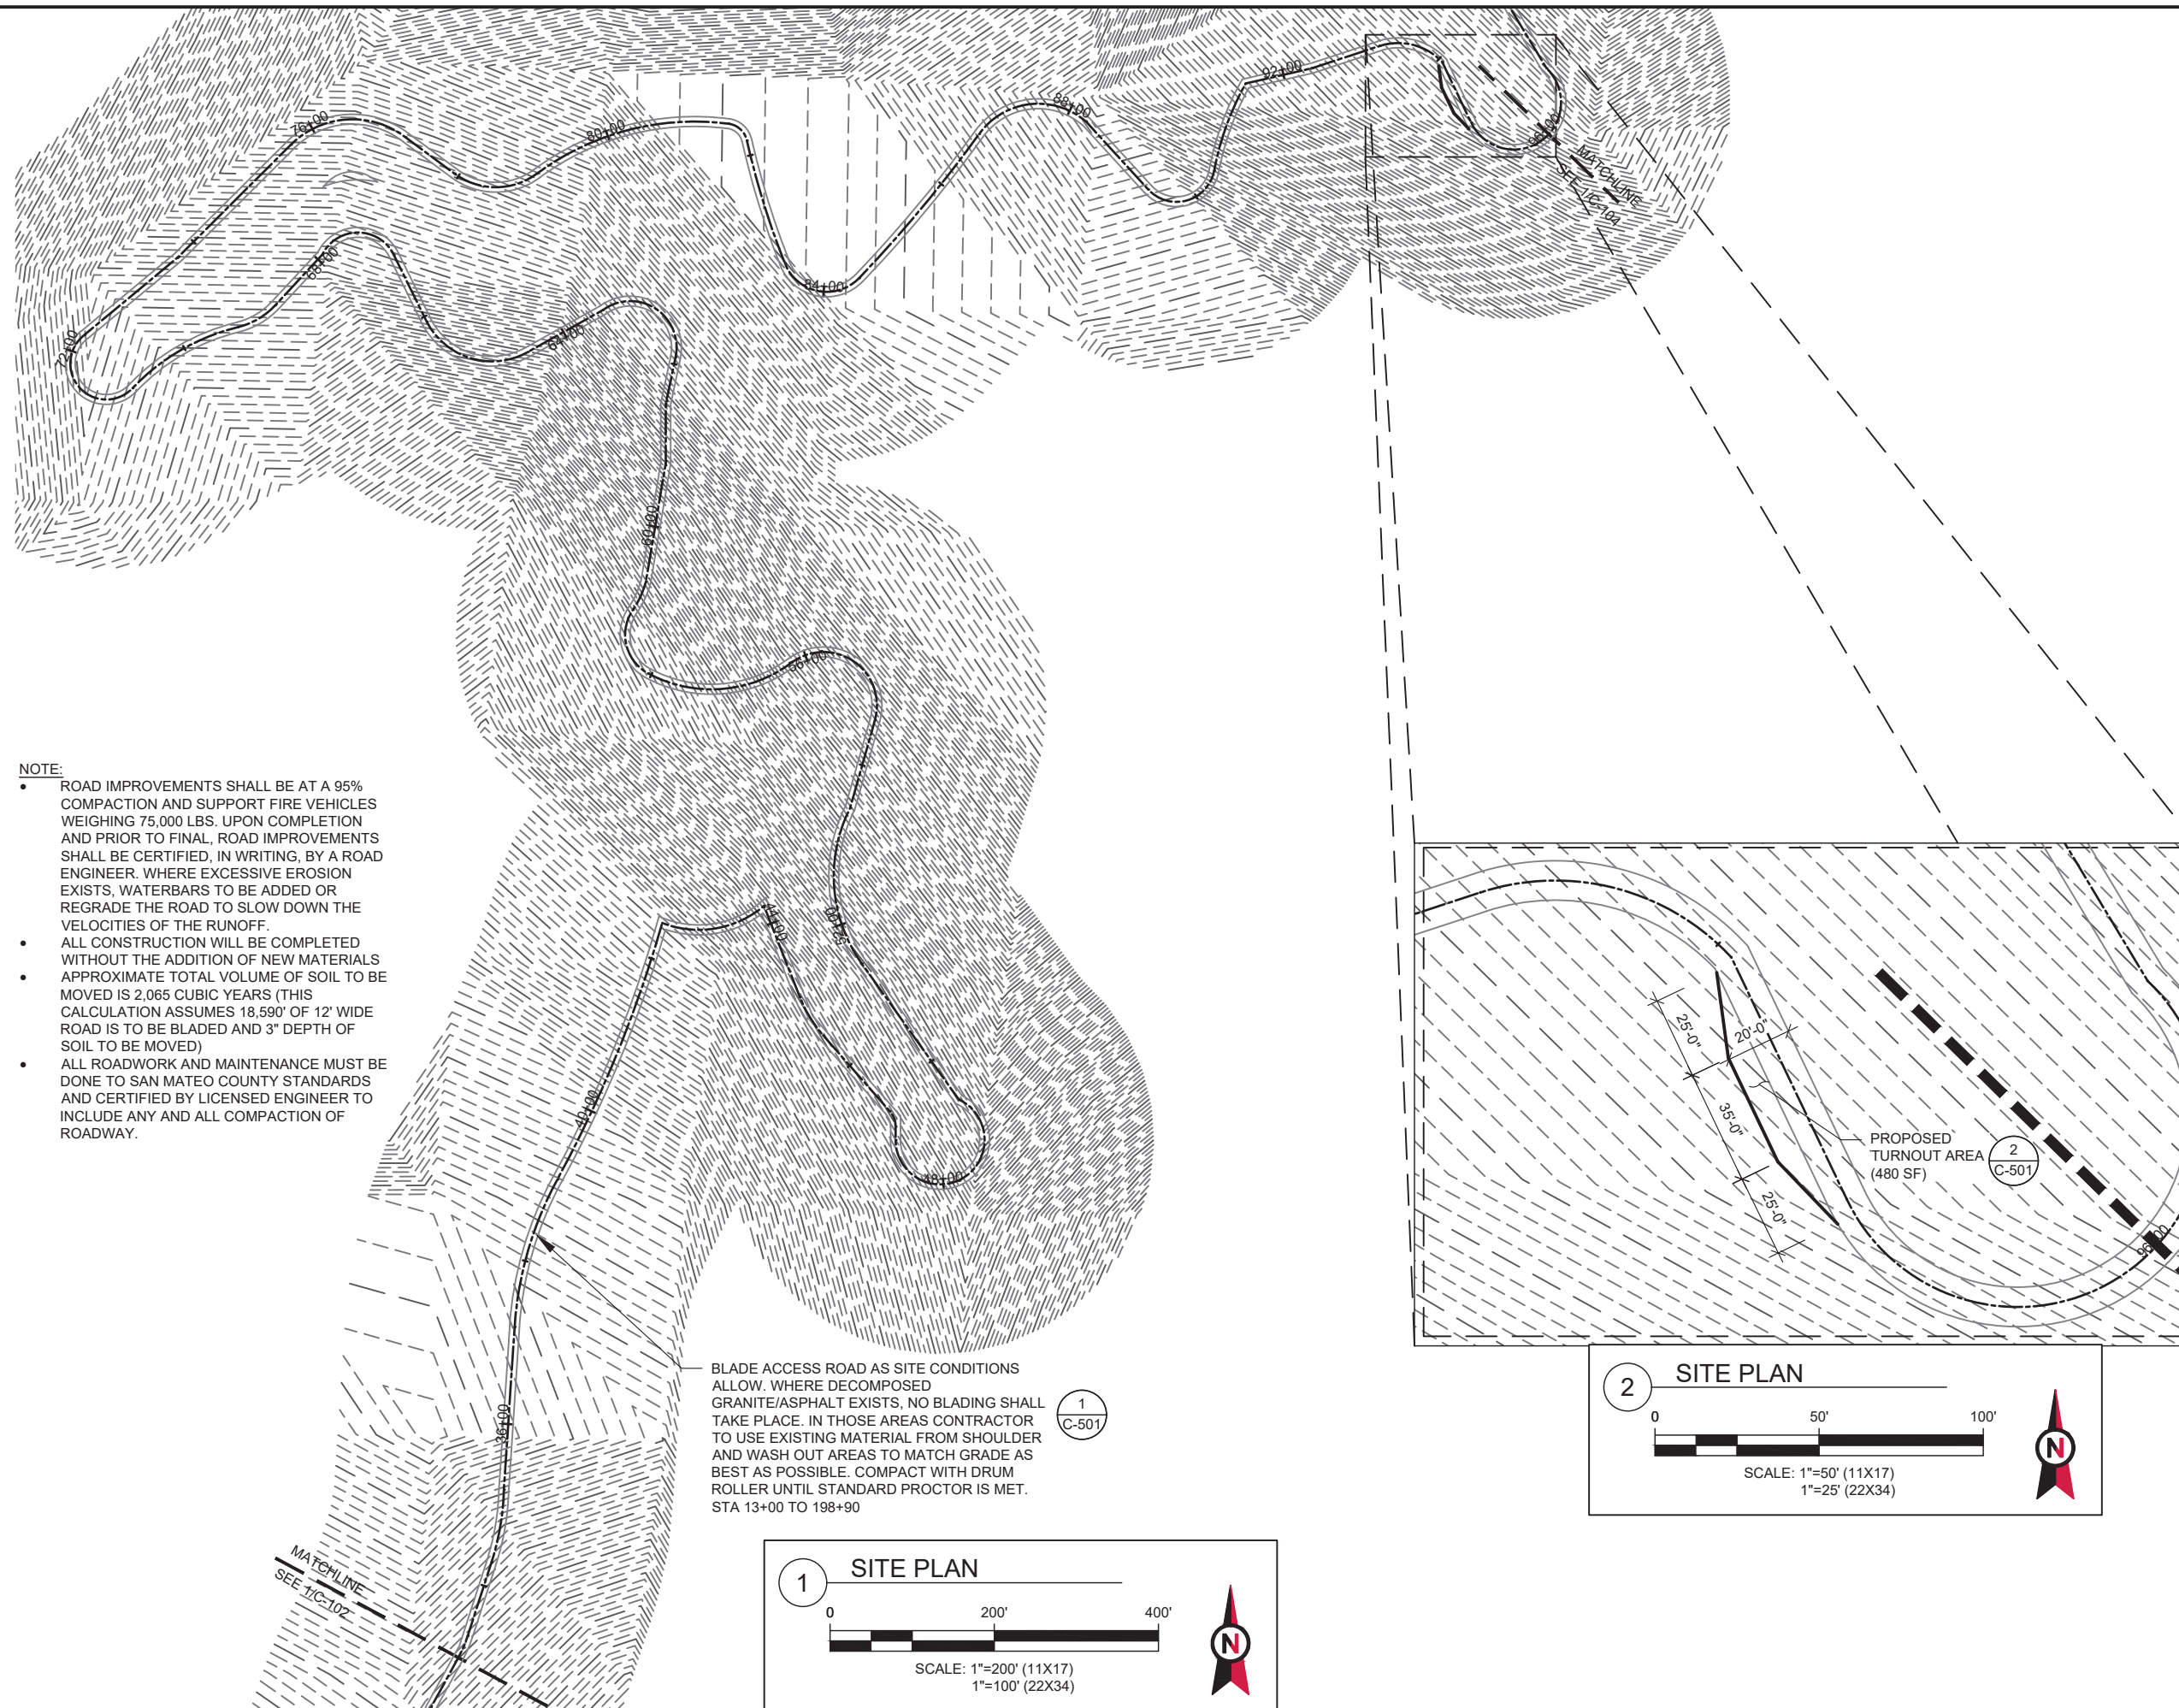 76+00
80+00
88+00
92+00
96+00
MATCHLINE
SEE 1/C-104
68+00
84+00
72+00
64+00
60+00
56+00
NOTE:
• ROAD IMPROVEMENTS SHALL BE AT A 95%
COMPACTION AND SUPPORT FIRE VEHICLES
WEIGHING 75,000 LBS. UPON COMPLETION
AND PRIOR TO FINAL, ROAD IMPROVEMENTS
SHALL BE CERTIFIED, IN WRITING, BY A ROAD
ENGINEER. WHERE EXCESSIVE EROSION
EXISTS, WATERBARS TO BE ADDED OR
REGRADE THE ROAD TO SLOW DOWN THE
VELOCITIES OF THE RUNOFF.
• ALL CONSTRUCTION WILL BE COMPLETED
WITHOUT THE ADDITION OF NEW MATERIALS
• APPROXIMATE TOTAL VOLUME OF SOIL TO BE
MOVED IS 2,065 CUBIC YEARS (THIS
CALCULATION ASSUMES 18,590' OF 12' WIDE
ROAD IS TO BE BLADED AND 3" DEPTH OF
SOIL TO BE MOVED)
• ALL ROADWORK AND MAINTENANCE MUST BE
DONE TO SAN MATEO COUNTY STANDARDS
AND CERTIFIED BY LICENSED ENGINEER TO
INCLUDE ANY AND ALL COMPACTION OF
ROADWAY.
44+00
52+00
40+00
48+00
36+00
25'-0"
20'-0"
35'-0"
25'-0"
PROPOSED
TURNOUT AREA
(480 SF)
2
C-501
96+00
BLADE ACCESS ROAD AS SITE CONDITIONS
ALLOW. WHERE DECOMPOSED
GRANITE/ASPHALT EXISTS, NO BLADING SHALL
TAKE PLACE. IN THOSE AREAS CONTRACTOR
TO USE EXISTING MATERIAL FROM SHOULDER
AND WASH OUT AREAS TO MATCH GRADE AS
BEST AS POSSIBLE. COMPACT WITH DRUM
ROLLER UNTIL STANDARD PROCTOR IS MET.
STA 13+00 TO 198+90
1
C-501
2 SITE PLAN
0 50' 100'
SCALE: 1"=50' (11X17)
1"=25' (22X34)
N
MATCHLINE
SEE 1/C-102
1 SITE PLAN
0 200' 400'
SCALE: 1"=200' (11X17)
1"=100' (22X34)
N